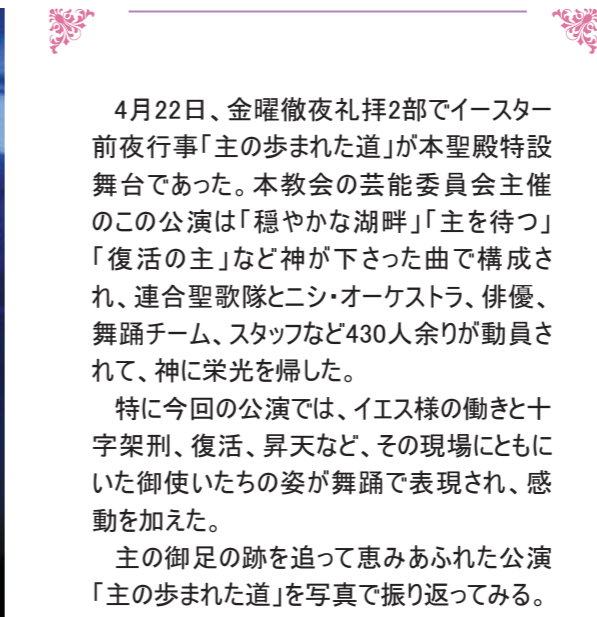 4月22日、金曜徹夜礼拝2部でイースター
前夜行事「主の歩まれた道」が本聖殿特設
舞台であった。本教会の芸能委員会主催
のこの公演は「穏やかな湖畔」「主を待つ」
「復活の主」など神が下さった曲で構成さ
れ、連合聖歌隊とニシ・オーケストラ、俳優、
舞踊チーム、スタッフなど430人余りが動員さ
れて、神に栄光を帰した。
特に今回の公演では、イエス様の働きと十
字架刑、復活、昇天など、その現場にともに
いた御使いたちの姿が舞踊で表現され、感
動を加えた。
主の御足の跡を追って恵みあふれた公演
「主の歩まれた道」を写真で振り返ってみる。